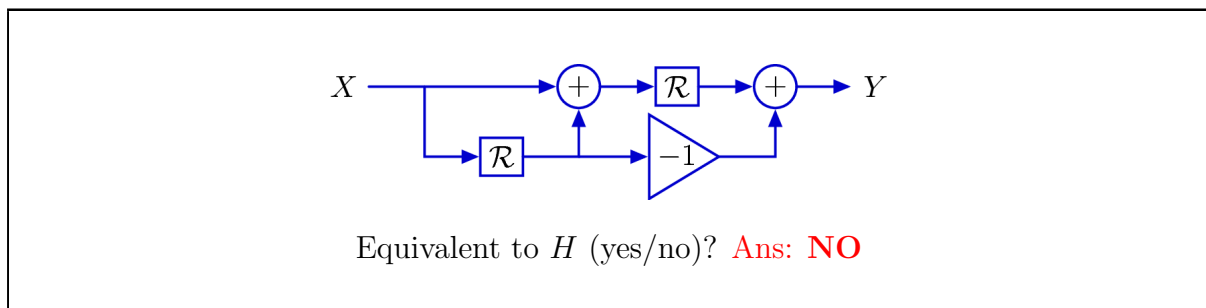 X + R + Y
R −1
Equivalent to H (yes/no)? Ans: NO